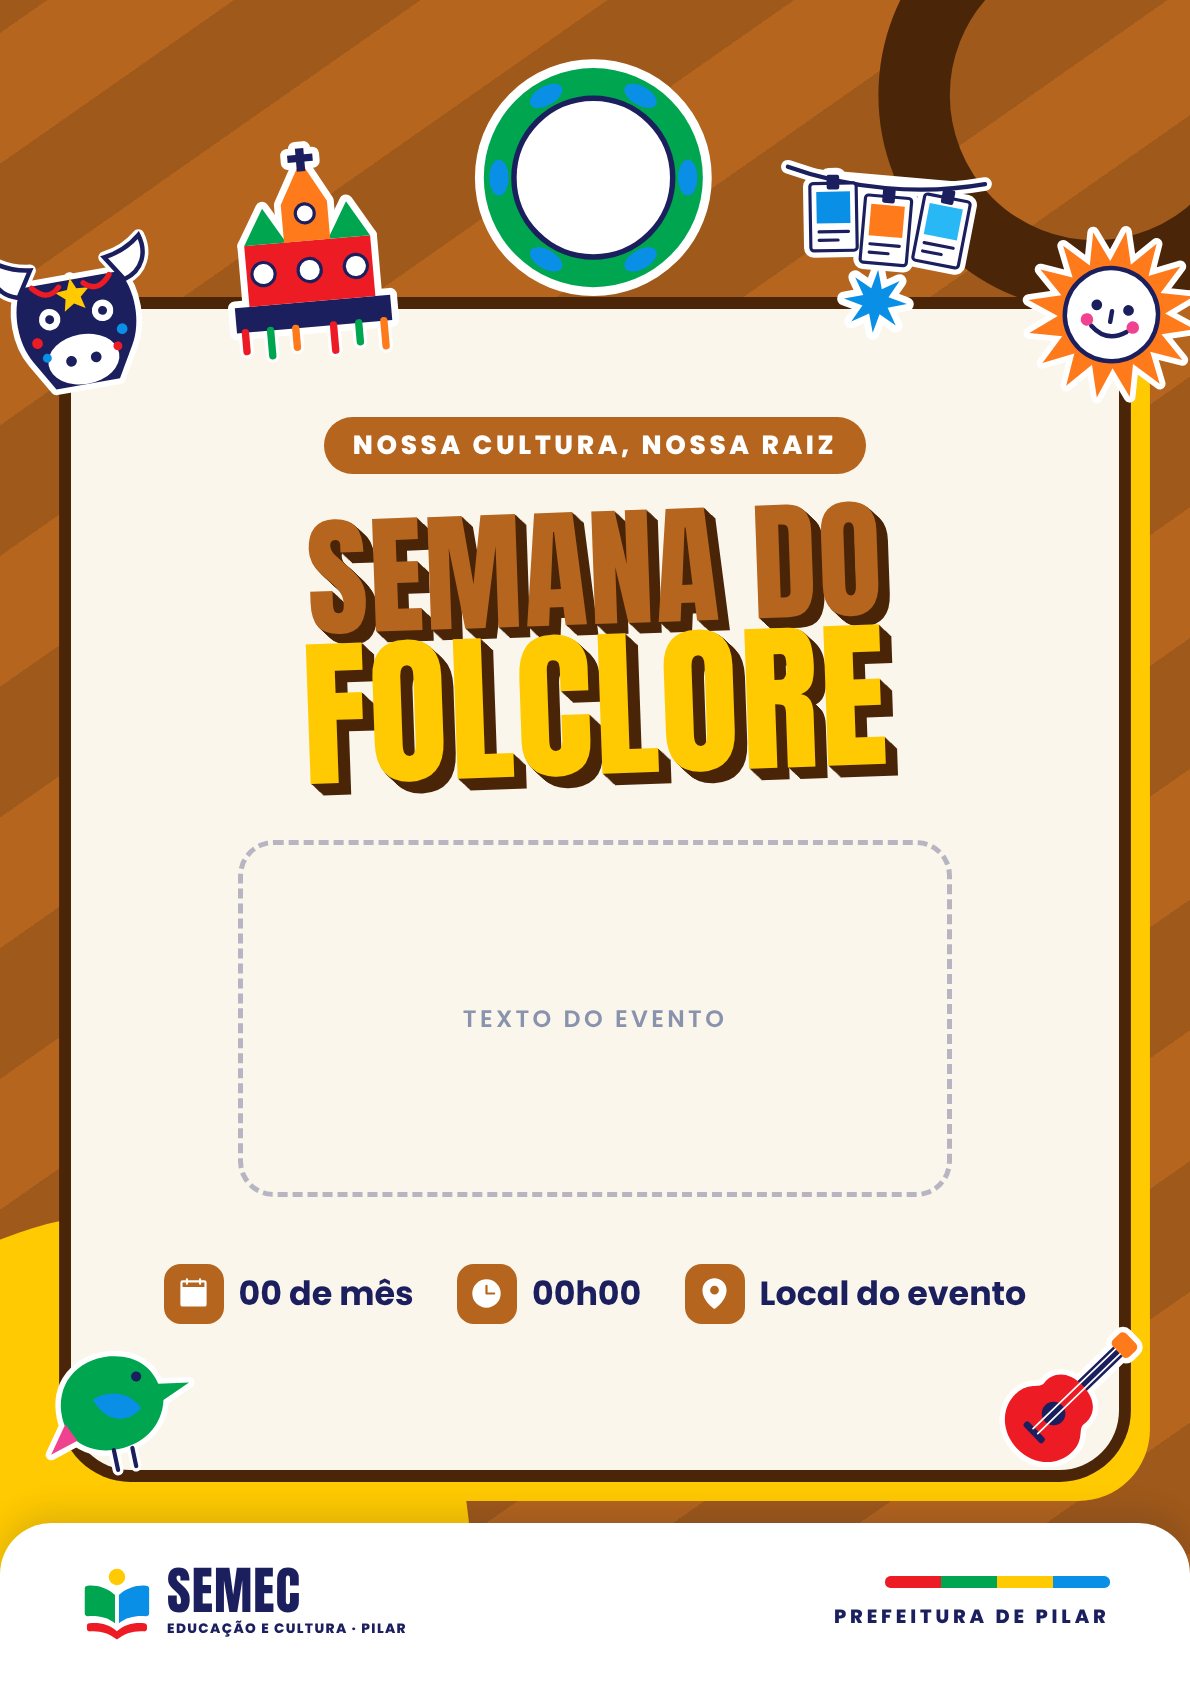 NOSSA CULTURA, NOSSA RAIZ
SEMANA DO
FOLCLORE
TEXTO DO EVENTO
00 de mês
00h00
Local do evento
SEMEC
EDUCAÇÃO E CULTURA · PILAR
PREFEITURA DE PILAR